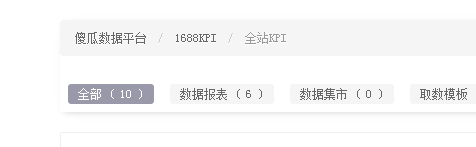 傻瓜数据平台 / 1688KPI / 全站KPI
全部（ 10 ） 数据报表（ 6 ） 数据集市（ 0 ） 取数模板